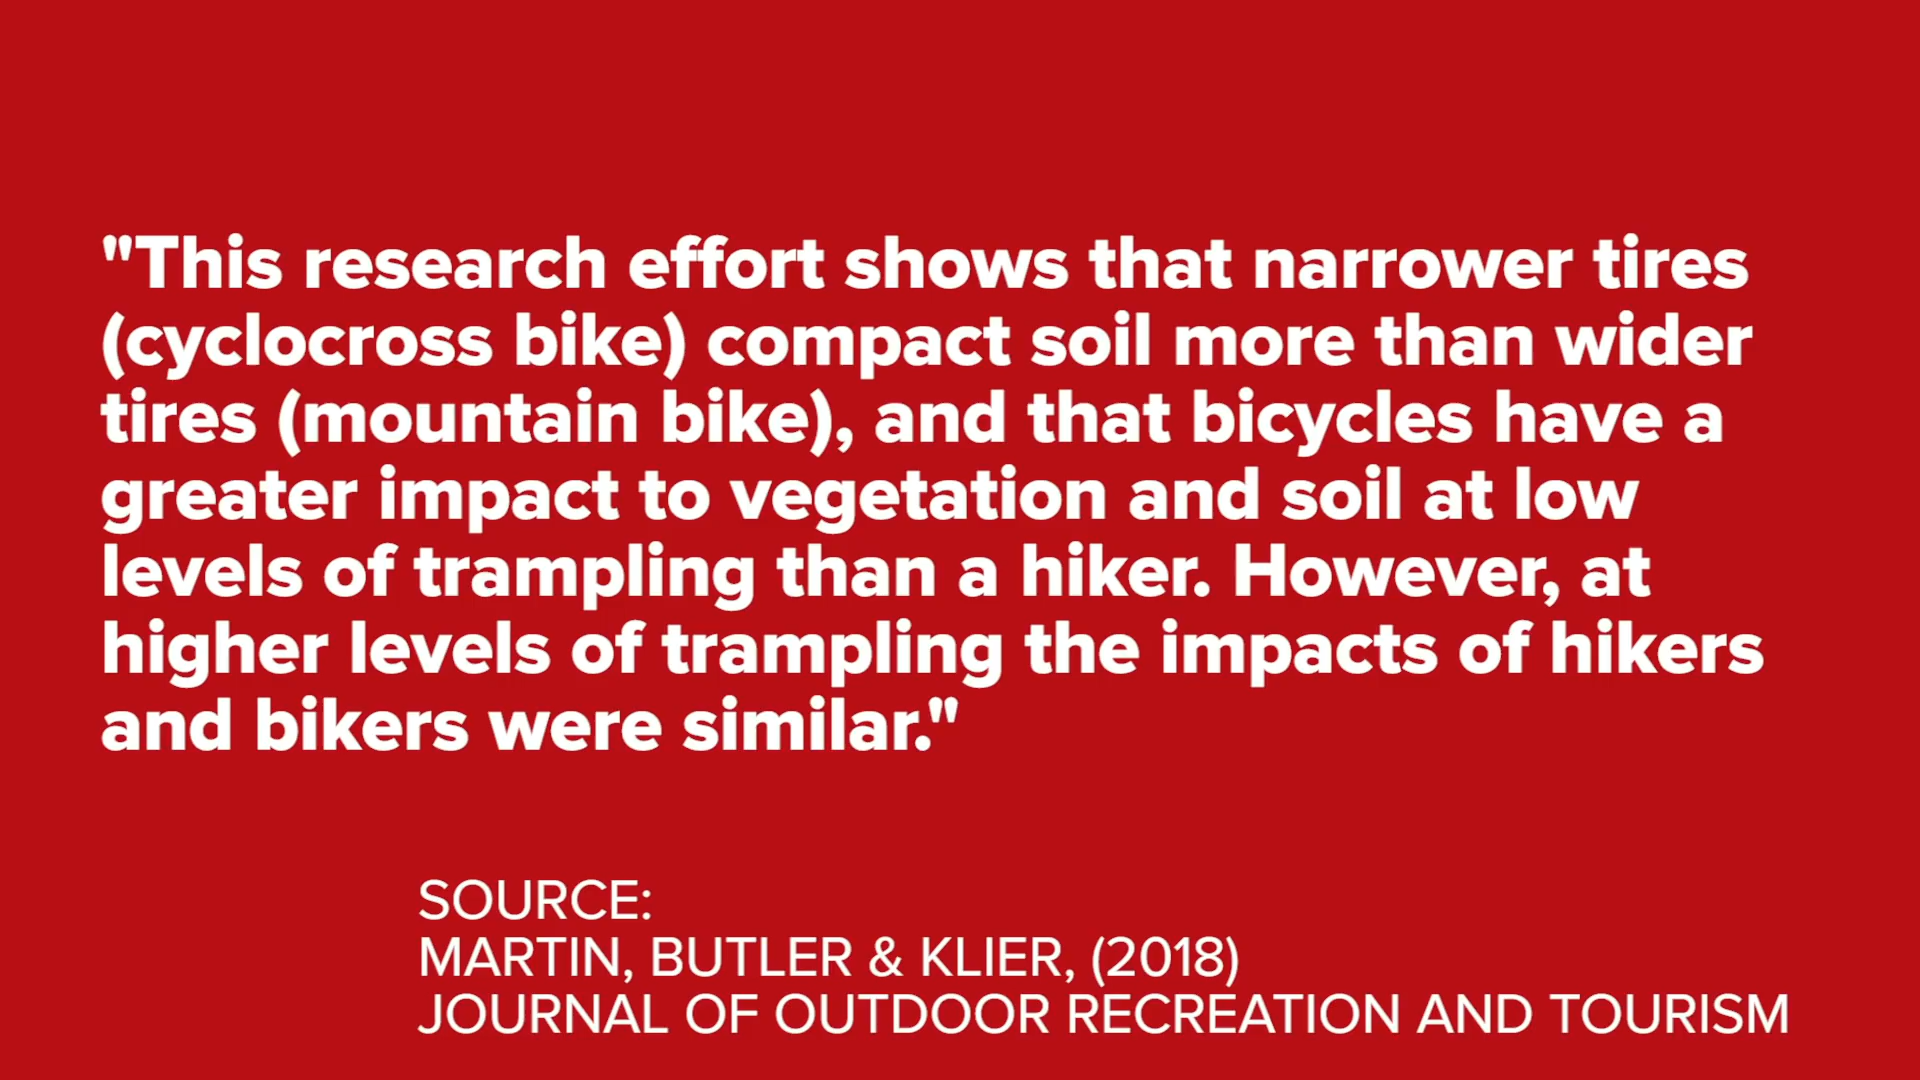 "This research effort shows that narrower tires
(cyclocross bike) compact soil more than wider
tires (mountain bike), and that bicycles have a
greater impact to vegetation and soil at low
levels of trampling than a hiker. However, at
higher levels of trampling the impacts of hikers
and bikers were similar."
SOURCE:
MARTIN, BUTLER & KLIER, (2018)
JOURNAL OF OUTDOOR RECREATION AND TOURISM